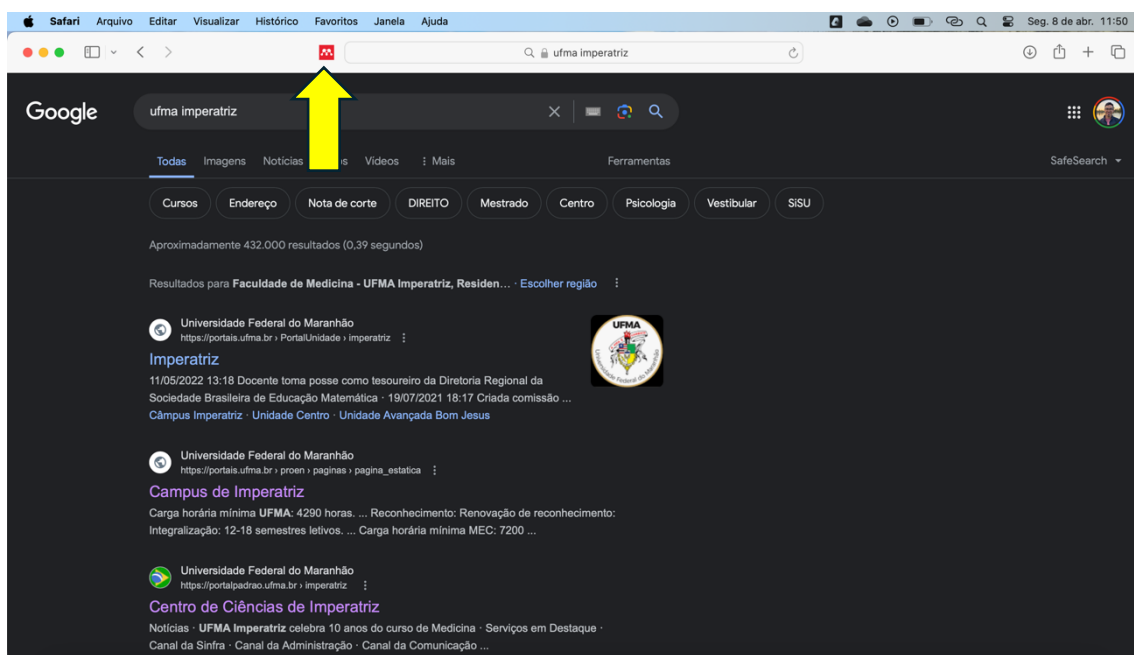 Safari Arquivo Editar Visualizar Histórico Favoritos Janela Ajuda Seg. 8 de abr. 11:50
ufma imperatriz
Google ufma imperatriz
Todas Imagens Notícias Vídeos Mais Ferramentas SafeSearch
Cursos Endereço Nota de corte DIREITO Mestrado Centro Psicologia Vestibular SiSU
Aproximadamente 432.000 resultados (0,39 segundos)
Resultados para Faculdade de Medicina - UFMA Imperatriz, Residen... · Escolher região
Universidade Federal do Maranhão
https://portais.ufma.br › PortalUnidade › imperatriz
Imperatriz
11/05/2022 13:18 Docente toma posse como tesoureiro da Diretoria Regional da
Sociedade Brasileira de Educação Matemática · 19/07/2021 18:17 Criada comissão ...
Câmpus Imperatriz · Unidade Centro · Unidade Avançada Bom Jesus
UFMA
Universidade Federal do Maranhão
Universidade Federal do Maranhão
https://portais.ufma.br › proen › paginas › pagina_estatica
Campus de Imperatriz
Carga horária mínima UFMA: 4290 horas. ... Reconhecimento: Renovação de reconhecimento:
Integralização: 12-18 semestres letivos. ... Carga horária mínima MEC: 7200 ...
Universidade Federal do Maranhão
https://portalpadrao.ufma.br › imperatriz
Centro de Ciências de Imperatriz
Notícias · UFMA Imperatriz celebra 10 anos do curso de Medicina · Serviços em Destaque ·
Canal da Sinfra · Canal da Administração · Canal da Comunicação ...